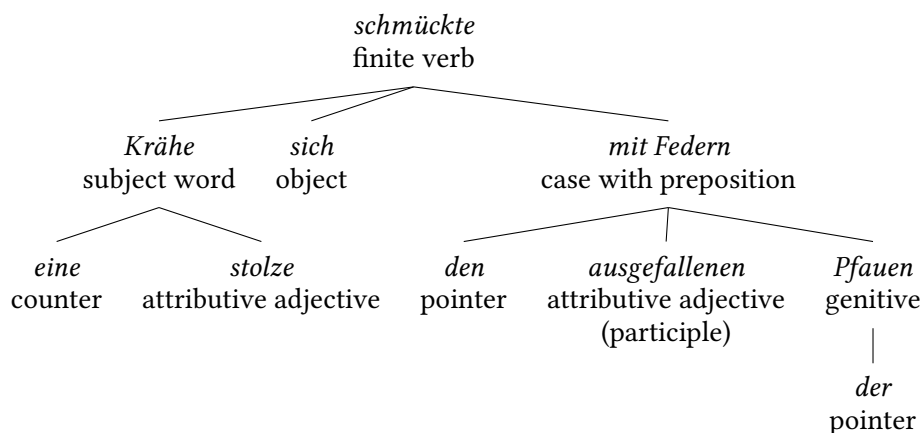 schmückte
finite verb
Krähe sich mit Federn
subject word object case with preposition
eine stolze den ausgefallenen Pfauen
counter attributive adjective pointer attributive adjective genitive
(participle)
der
pointer